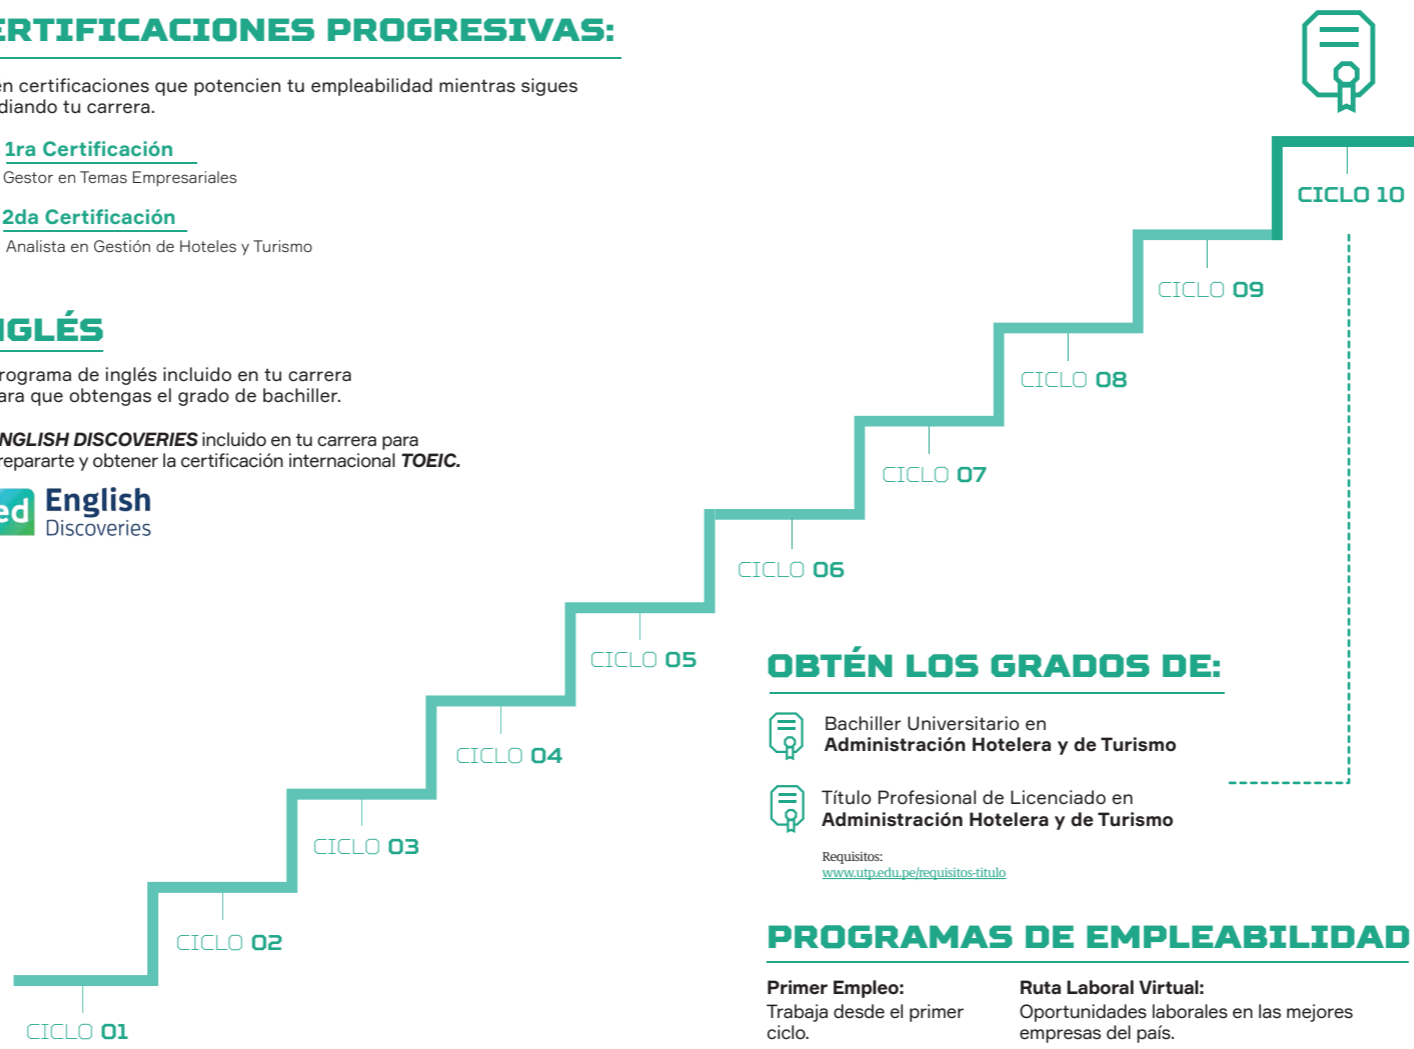 ERTIFICACIONES PROGRESIVAS:
én certificaciones que potencien tu empleabilidad mientras sigues
diando tu carrera.
1ra Certificación
Gestor en Temas Empresariales
2da Certificación
Analista en Gestión de Hoteles y Turismo
NGLÉS
rograma de inglés incluido en tu carrera
ara que obtengas el grado de bachiller.
NGLISH DISCOVERIES incluido en tu carrera para
repararte y obtener la certificación internacional TOEIC.
ed English
Discoveries
CICLO 10
CICLO 09
CICLO 08
CICLO 07
CICLO 06
CICLO 05
CICLO 04
CICLO 03
CICLO 02
CICLO 01
OBTÉN LOS GRADOS DE:
Bachiller Universitario en
Administración Hotelera y de Turismo
Título Profesional de Licenciado en
Administración Hotelera y de Turismo
Requisitos:
www.utp.edu.pe/requisitos-titulo
PROGRAMAS DE EMPLEABILIDAD
Primer Empleo:
Trabaja desde el primer
ciclo.
Ruta Laboral Virtual:
Oportunidades laborales en las mejores
empresas del país.